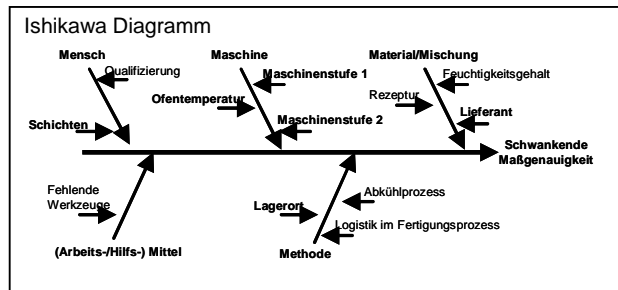 Ishikawa Diagramm
Mensch
Maschine
Material/Mischung
Qualifizierung
Maschinenstufe 1
Feuchtigkeitsgehalt
Ofentemperatur
Rezeptur
Schichten
Maschinenstufe 2
Lieferant
Schwankende
Maßgenauigkeit
Fehlende
Werkzeuge
Abkühlprozess
Lagerort
Logistik im Fertigungsprozess
(Arbeits-/Hilfs-) Mittel
Methode